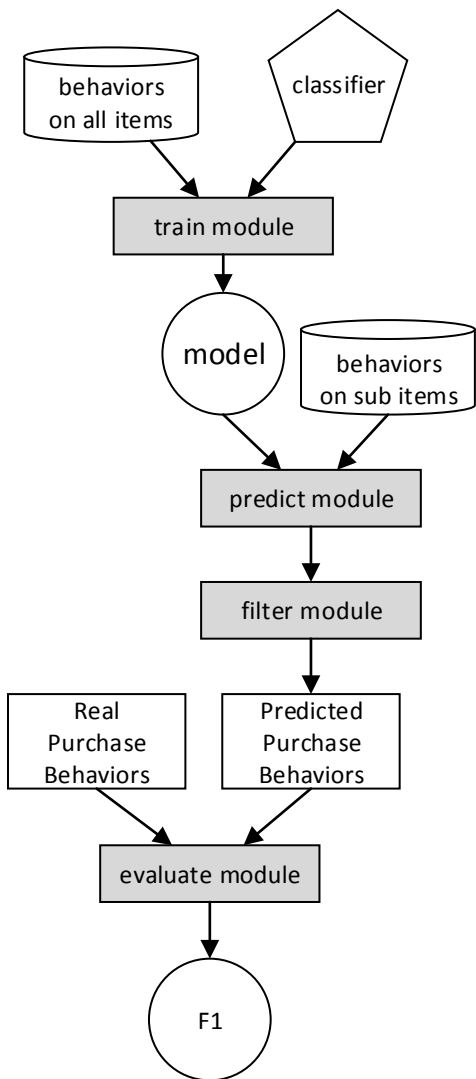 behaviors
on all items
classifier
train module
model
behaviors
on sub items
predict module
filter module
Real
Purchase
Behaviors
Predicted
Purchase
Behaviors
evaluate module
F1